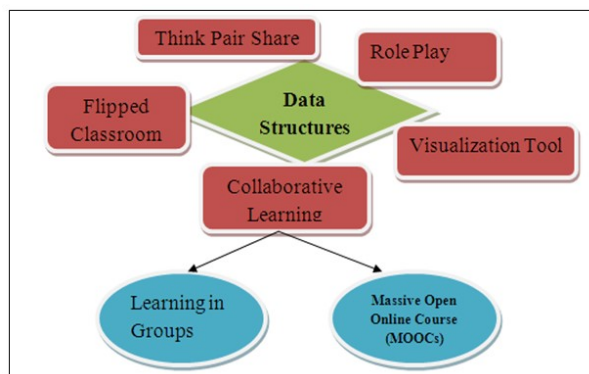 Think Pair Share
Role Play
Flipped
Classroom
Data
Structures
Visualization Tool
Collaborative
Learning
Learning in
Groups
Massive Open
Online Course
(MOOCs)